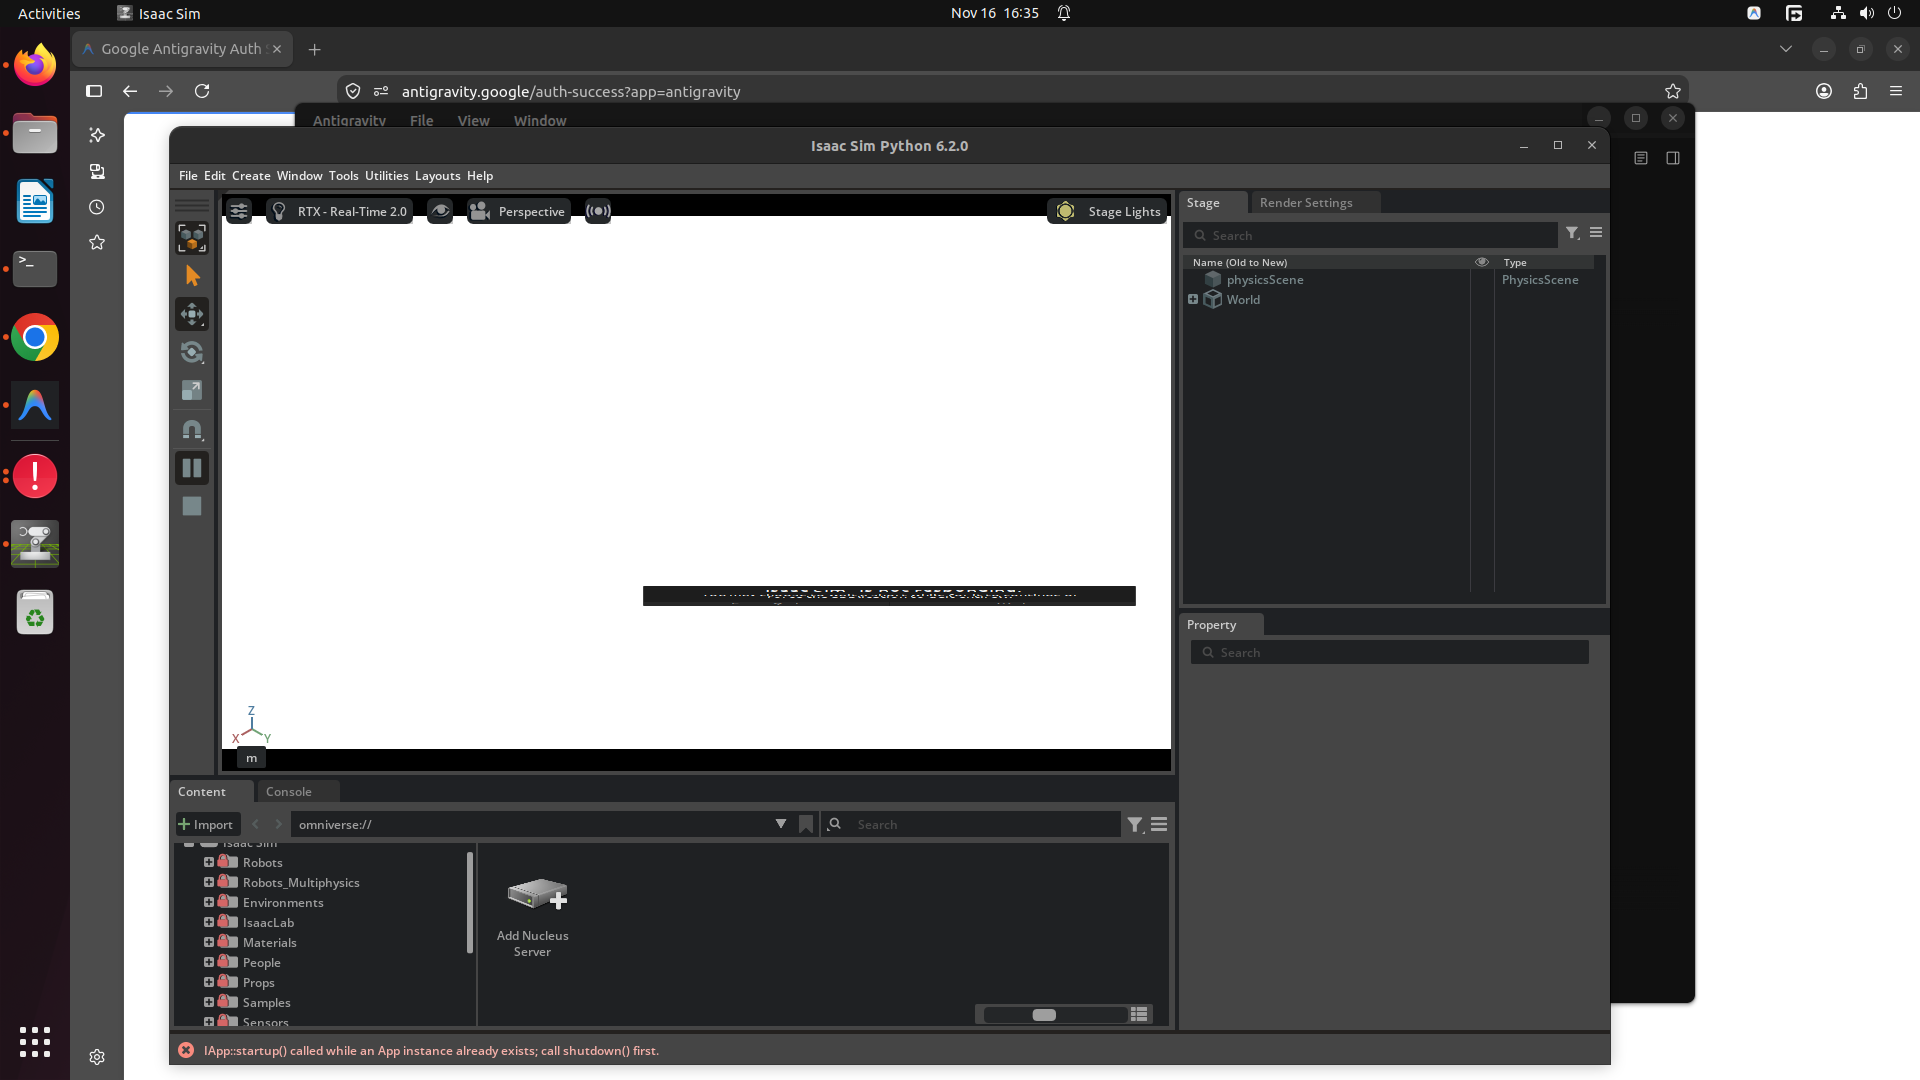 Activities
Isaac Sim
Nov 16 16:35
Google Antigravity Auth
antigravity.google/auth-success?app=antigravity
Antigravity File View Window
Isaac Sim Python 6.2.0
File Edit Create Window Tools Utilities Layouts Help
RTX - Real-Time 2.0
Perspective
Stage Lights
Stage
Render Settings
Search
Name (Old to New)
Type
physicsScene
PhysicsScene
World
Z
X
Y
m
Property
Search
Content
Console
Import
omniverse://
Search
Isaac Sim
Robots
Robots_Multiphysics
Environments
IsaacLab
Materials
People
Props
Samples
Sensors
Add Nucleus
Server
IApp::startup() called while an App instance already exists; call shutdown() first.